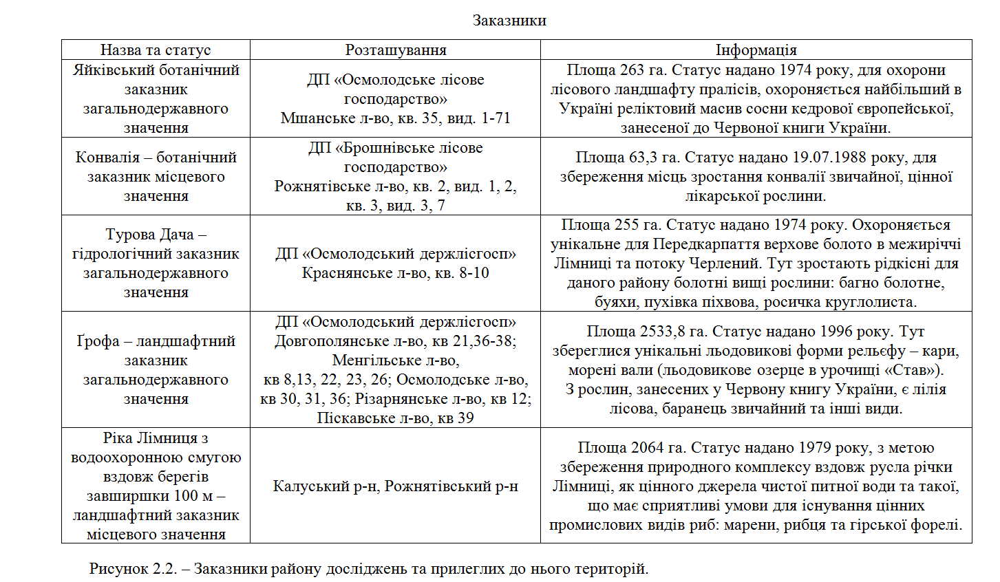 Заказники
Назва та статус
Розташування
Інформація
Яйківський ботанічний
заказник
загальнодержавного
значення
ДП «Осмолодське лісове
господарство»
Мшанське л-во, кв. 35, вид. 1-71
Площа 263 га. Статус надано 1974 року, для охорони
лісового ландшафту пралісів, охороняється найбільший в
Україні реліктовий масив сосни кедрової європейської,
занесеної до Червоної книги України.
Конвалія – ботанічний
заказник місцевого
значення
ДП «Брошнівське лісове
господарство»
Рожнятівське л-во, кв. 2, вид. 1, 2,
кв. 3, вид. 3, 7
Площа 63,3 га. Статус надано 19.07.1988 року, для
збереження місць зростання конвалії звичайної, цінної
лікарської рослини.
Турова Дача –
гідрологічний заказник
загальнодержавного
значення
ДП «Осмолодський держлісгосп»
Краснянське л-во, кв. 8-10
Площа 255 га. Статус надано 1974 року. Охороняється
унікальне для Передкарпаття верхове болото в межиріччі
Лімниці та потоку Черлений. Тут зростають рідкісні для
даного району болотні вищі рослини: багно болотне,
буяхи, пухівка піхвова, росичка круглолиста.
Ґрофа – ландшафтний
заказник
загальнодержавного
значення
ДП «Осмолодський держлісгосп»
Довгополянське л-во, кв 21,36-38;
Менгільське л-во,
кв 8,13, 22, 23, 26; Осмолодське л-во,
кв 30, 31, 36; Різарнянське л-во, кв 12;
Піскавське л-во, кв 39
Площа 2533,8 га. Статус надано 1996 року. Тут
збереглися унікальні льодовикові форми рельєфу – кари,
морені вали (льодовикове озерце в урочищі «Став»).
З рослин, занесених у Червону книгу України, є лілія
лісова, баранець звичайний та інші види.
Ріка Лімниця з
водоохоронною смугою
вздовж берегів
завширшки 100 м –
ландшафтний заказник
місцевого значення
Калуський р-н, Рожнятівський р-н
Площа 2064 га. Статус надано 1979 року, з метою
збереження природного комплексу вздовж русла річки
Лімниці, як цінного джерела чистої питної води та такої,
що має сприятливі умови для існування цінних
промислових видів риб: марени, рибця та гірської форелі.
Рисунок 2.2. – Заказники району досліджень та прилеглих до нього територій.